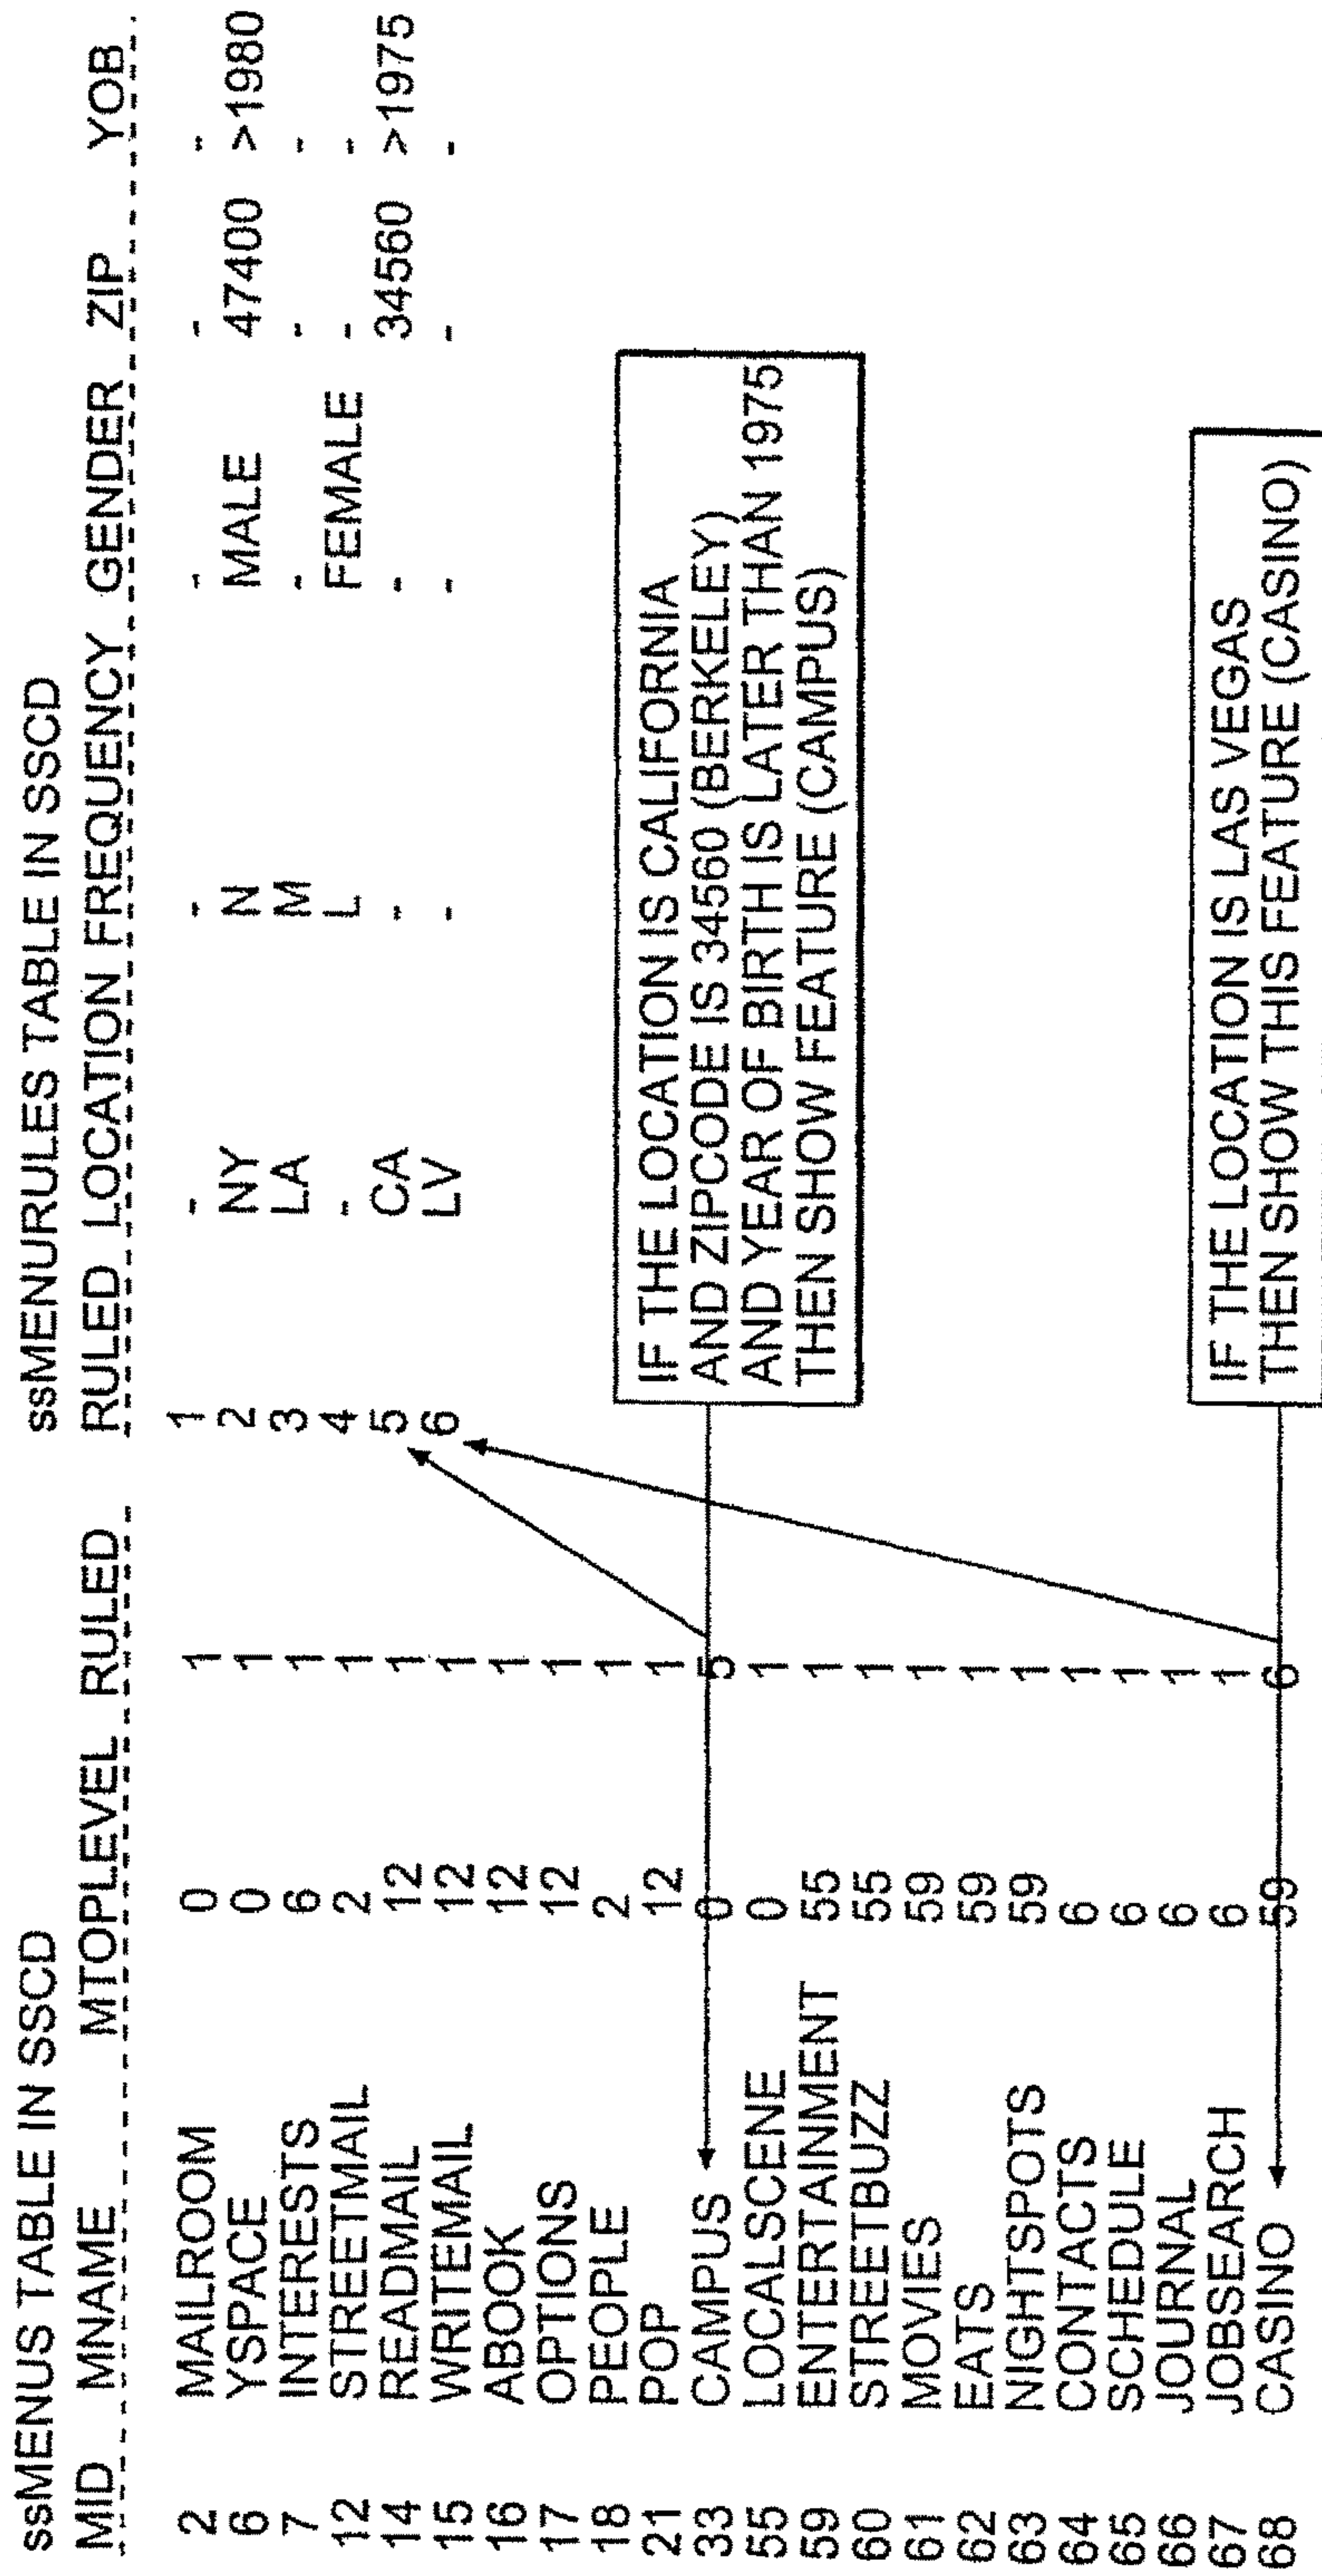 ssMENUS TABLE IN SSCD
MID MNAME MTOPLEVEL RULED
2 MAILROOM 0 1
6 YSPACE 0 1
7 INTERESTS 6 1
12 STREETMAIL 2 1
14 READMAIL 12 1
15 WRITEMAIL 12 1
16 ABOOK 12 1
17 OPTIONS 12 1
18 PEOPLE 2 1
21 POP 12 1
33 CAMPUS 0 5
55 LOCALSCENE 0 1
59 ENTERTAINMENT 55 1
60 STREETBUZZ 55 1
61 MOVIES 59 1
62 EATS 59 1
63 NIGHTSPOTS 59 1
64 CONTACTS 6 1
65 SCHEDULE 6 1
66 JOURNAL 6 1
67 JOBSEARCH 6 1
68 CASINO 59 6
ssMENURULES TABLE IN SSCD
RULED LOCATION FREQUENCY GENDER ZIP YOB
1 - - - - -
2 NY N MALE 47400 >1980
3 LA M - - -
4 - L FEMALE - -
5 CA - - 34560 >1975
6 LV - - - -
IF THE LOCATION IS CALIFORNIA
AND ZIPCODE IS 34560 (BERKELEY)
AND YEAR OF BIRTH IS LATER THAN 1975
THEN SHOW FEATURE (CAMPUS)
IF THE LOCATION IS LAS VEGAS
THEN SHOW THIS FEATURE (CASINO)